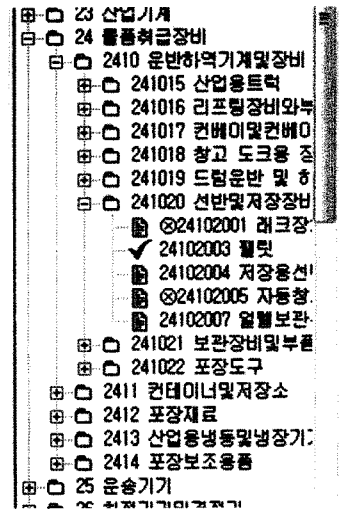 23 산업기계
24 물품취급장비
2410 운반하역기계및장비
241015 산업용트럭
241016 리프팅장비와부
241017 컨베이및컨베이
241018 창고 도크용 장
241019 드럼운반 및 하
241020 선반및저장장비
⊗24102001 래크장
24102003 펠릿
24102004 저장용선
⊗24102005 자동창
24102007 열쇠보관
241021 보관장비및부품
241022 포장도구
2411 컨테이너및저장소
2412 포장재료
2413 산업용냉동및냉장기기
2414 포장보조용품
25 운송기기